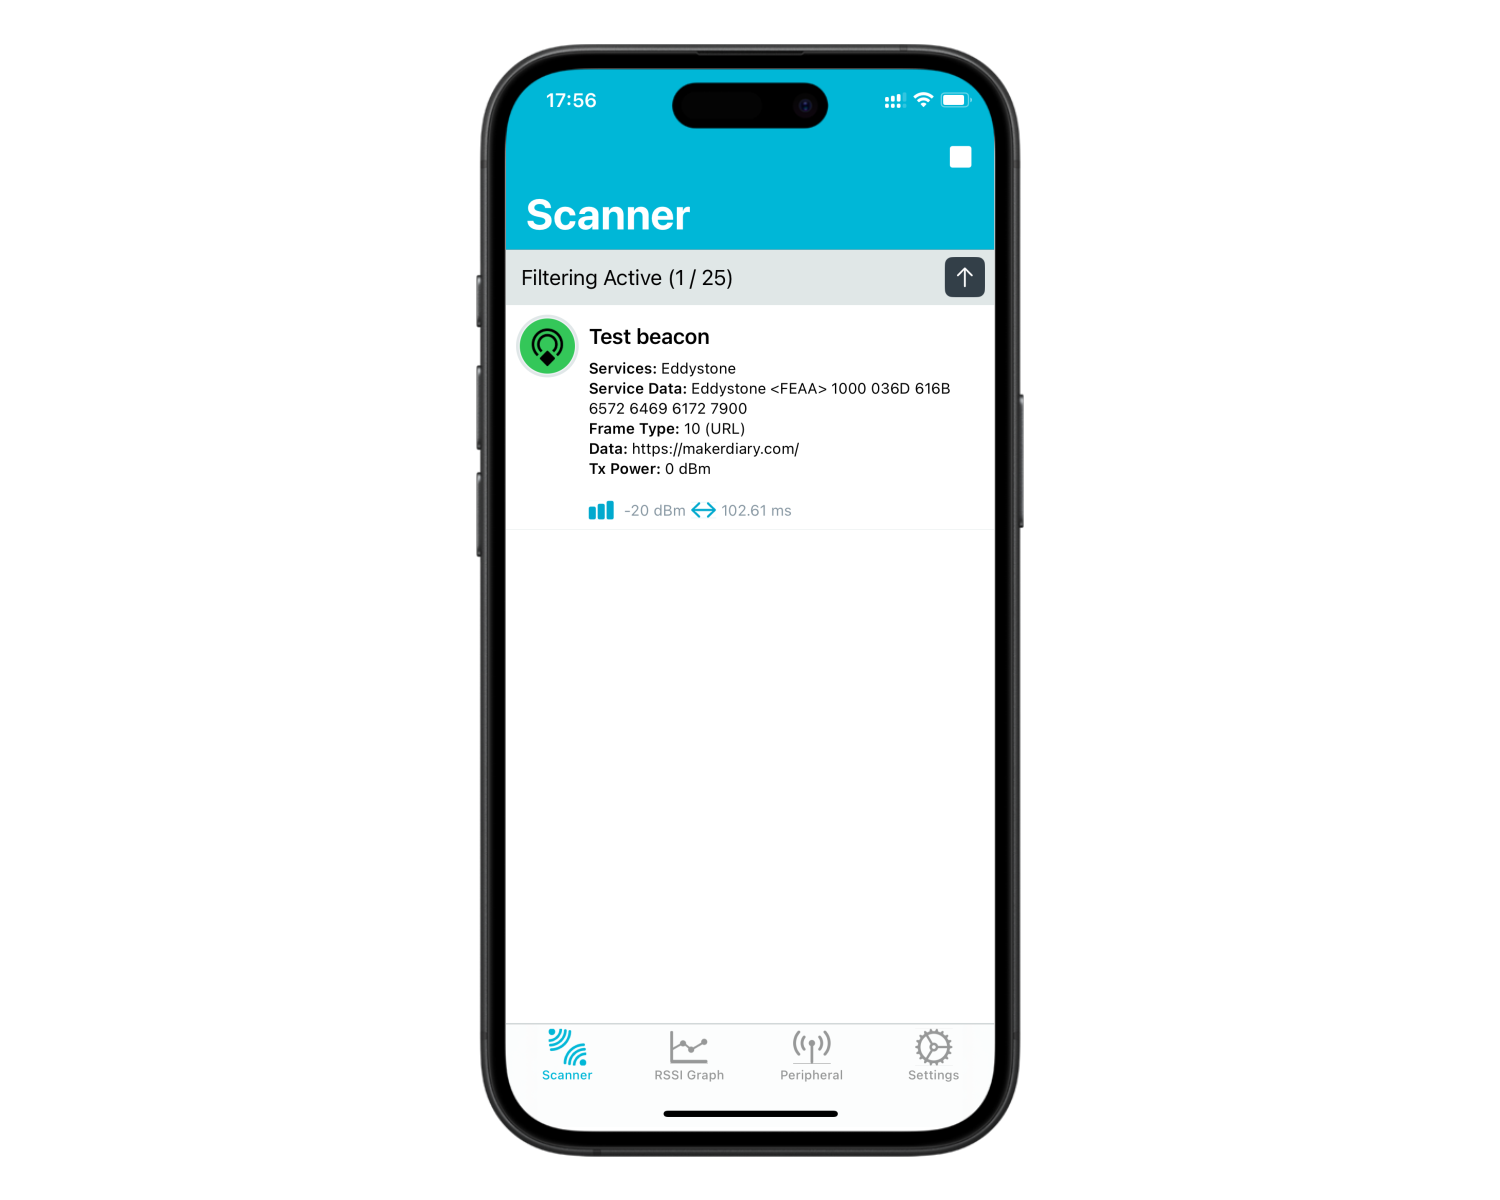 17:56
Scanner
Filtering Active (1 / 25)
Test beacon
Services: Eddystone
Service Data: Eddystone <FEAA> 1000 036D 616B
6572 6469 6172 7900
Frame Type: 10 (URL)
Data: https://makerdiary.com/
Tx Power: 0 dBm
-20 dBm 102.61 ms
Scanner RSSI Graph Peripheral Settings